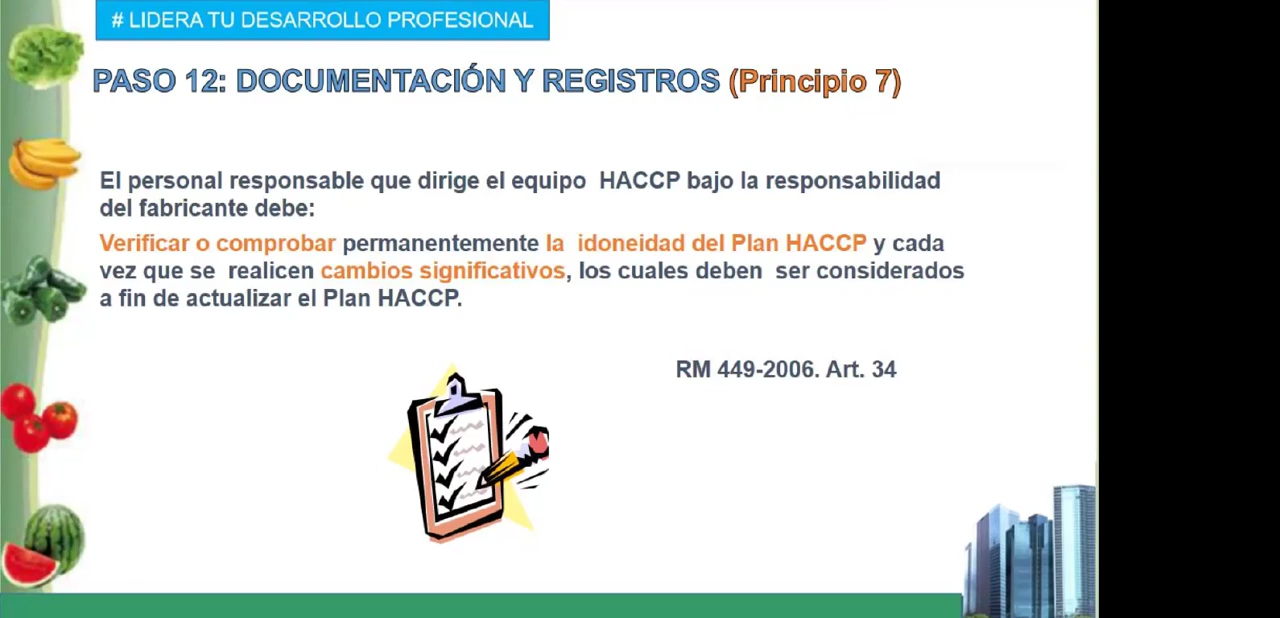 # LIDERA TU DESARROLLO PROFESIONAL
PASO 12: DOCUMENTACIÓN Y REGISTROS (Principio 7)
El personal responsable que dirige el equipo HACCP bajo la responsabilidad
del fabricante debe:
Verificar o comprobar permanentemente la idoneidad del Plan HACCP y cada
vez que se realicen cambios significativos, los cuales deben ser considerados
a fin de actualizar el Plan HACCP.
RM 449-2006. Art. 34